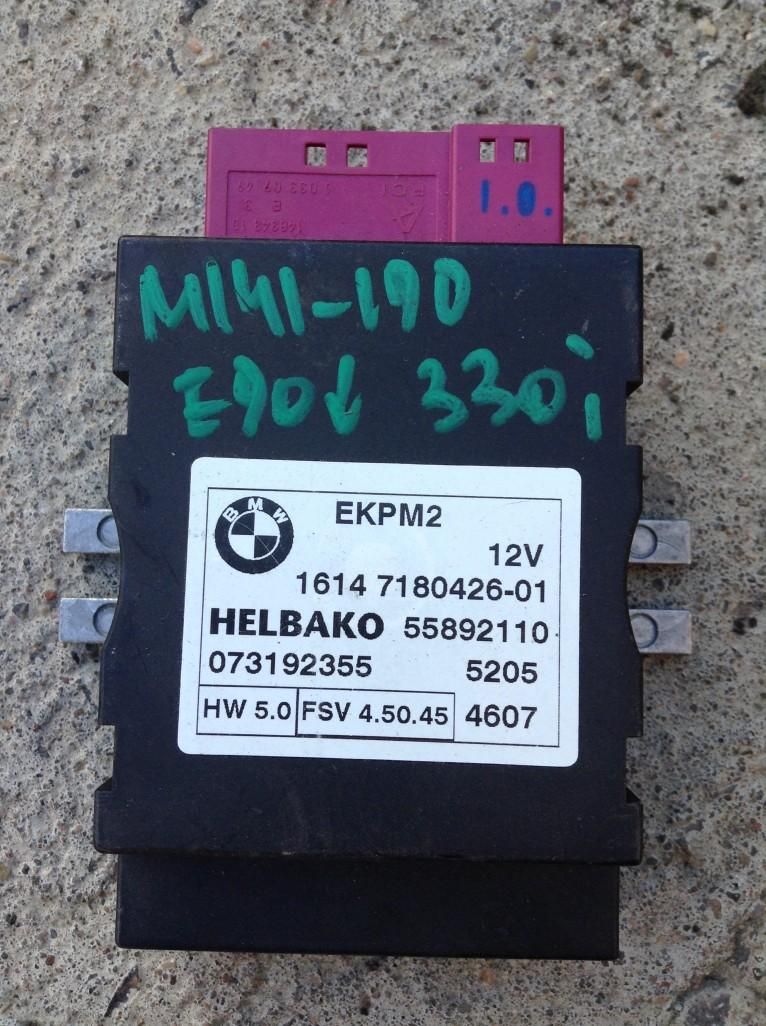 1.0.
M141-190
E90↓ 330i
BMW
EKPM2
12V
1614 7180426-01
HELBAKO 55892110
073192355 5205
HW 5.0 FSV 4.50.45 4607